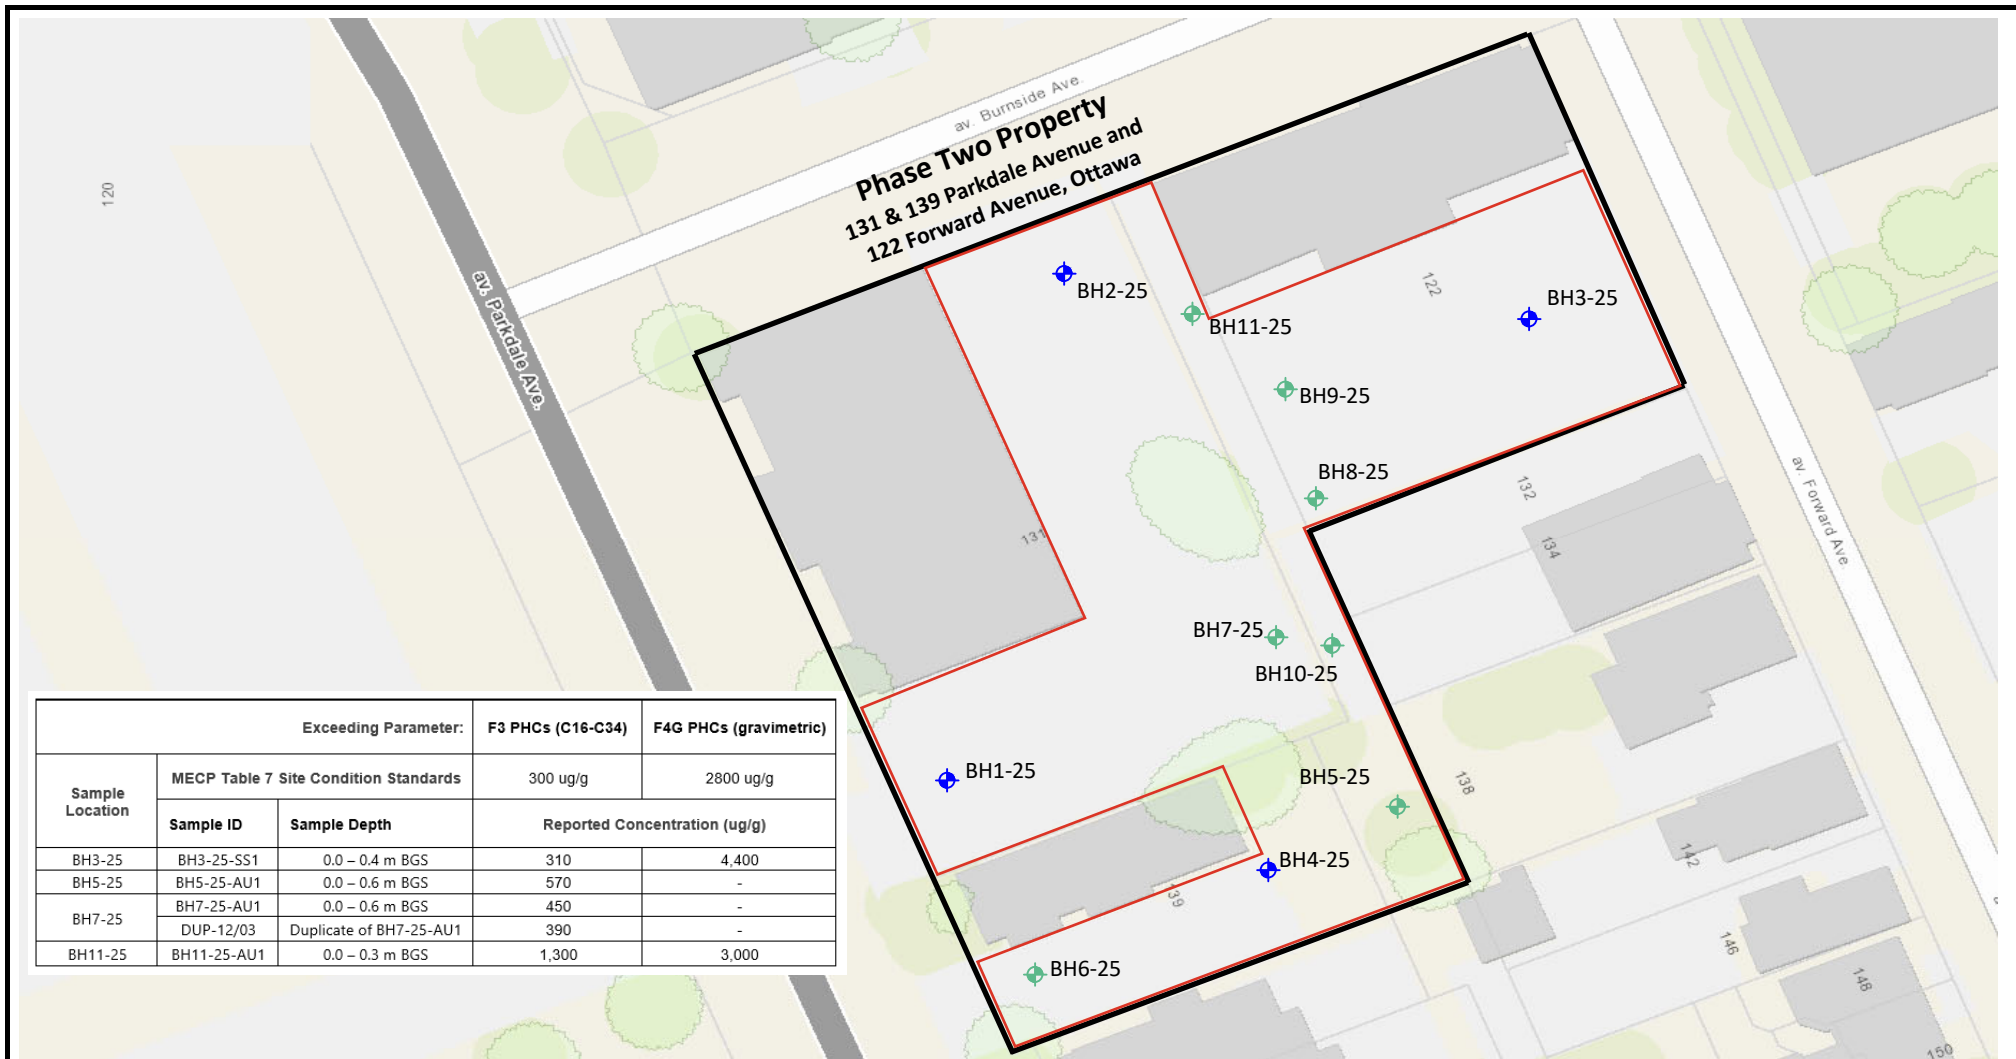 120
av. Burnside Ave.
Phase Two Property
131 & 139 Parkdale Avenue and
122 Forward Avenue, Ottawa
av. Parkdale Ave.
BH2-25
BH11-25
122
BH3-25
BH9-25
BH8-25
132
134
131
av. Forward Ave.
BH7-25
BH10-25
BH1-25
BH5-25
138
BH4-25
139
142
BH6-25
146
148
150
Exceeding Parameter: F3 PHCs (C16-C34) F4G PHCs (gravimetric)
Sample Location MECP Table 7 Site Condition Standards 300 ug/g 2800 ug/g
Sample ID Sample Depth Reported Concentration (ug/g)
BH3-25 BH3-25-SS1 0.0 – 0.4 m BGS 310 4,400
BH5-25 BH5-25-AU1 0.0 – 0.6 m BGS 570 -
BH7-25 BH7-25-AU1 0.0 – 0.6 m BGS 450 -
DUP-12/03 Duplicate of BH7-25-AU1 390 -
BH11-25 BH11-25-AU1 0.0 – 0.3 m BGS 1,300 3,000